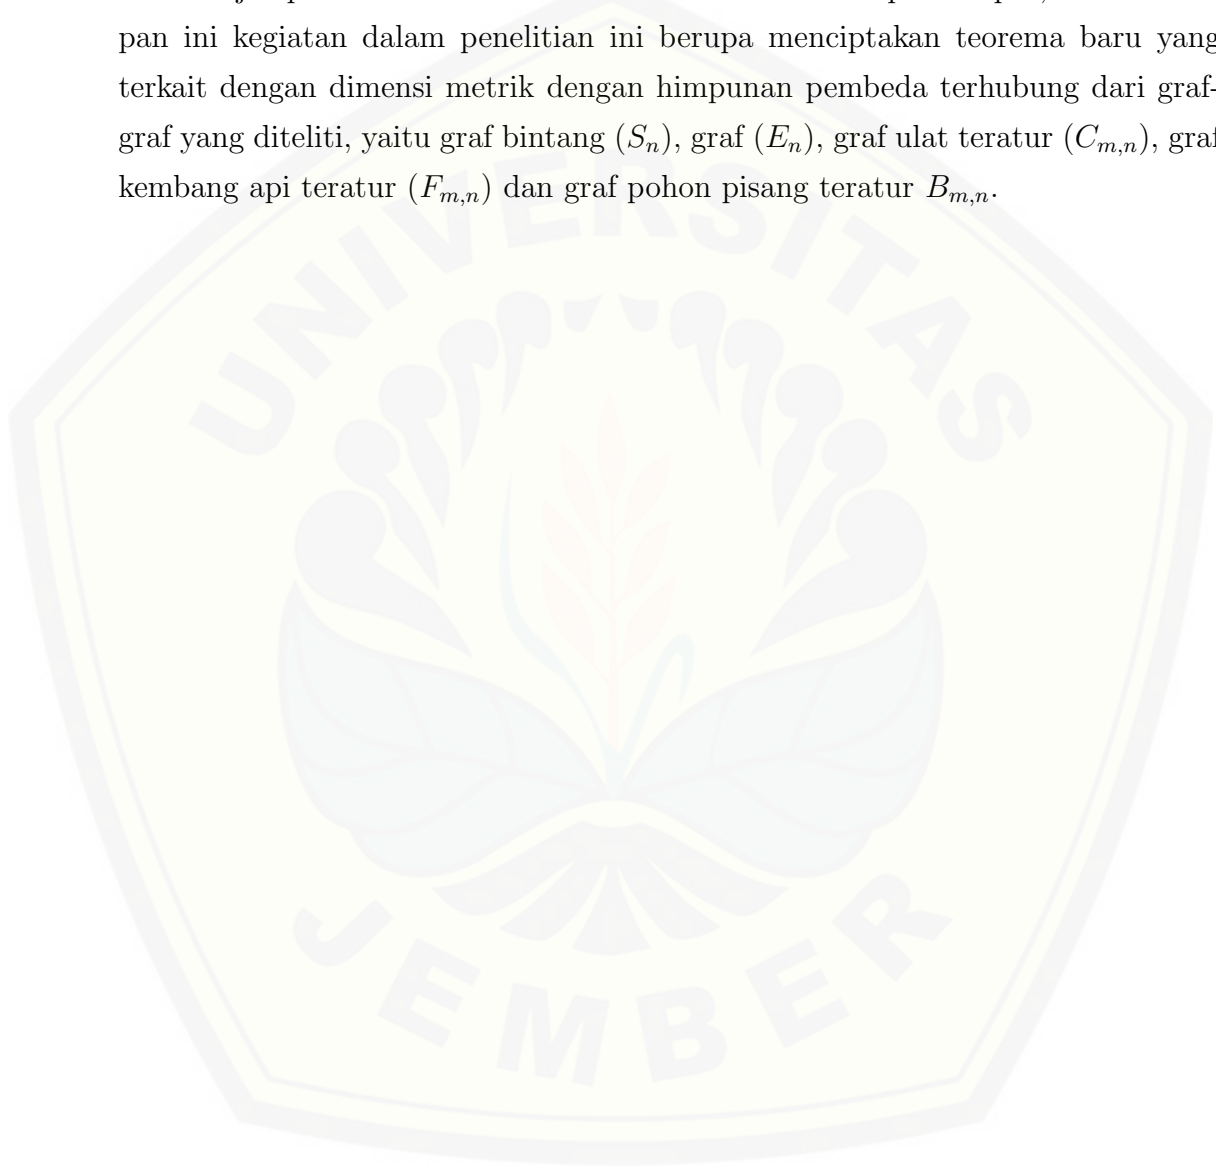 pan ini kegiatan dalam penelitian ini berupa menciptakan teorema baru yang
terkait dengan dimensi metrik dengan himpunan pembeda terhubung dari graf-
graf yang diteliti, yaitu graf bintang (Sₙ), graf (Eₙ), graf ulat teratur (Cₘ,ₙ), graf
kembang api teratur (Fₘ,ₙ) dan graf pohon pisang teratur Bₘ,ₙ.
UNIVERSITAS
JEMBER